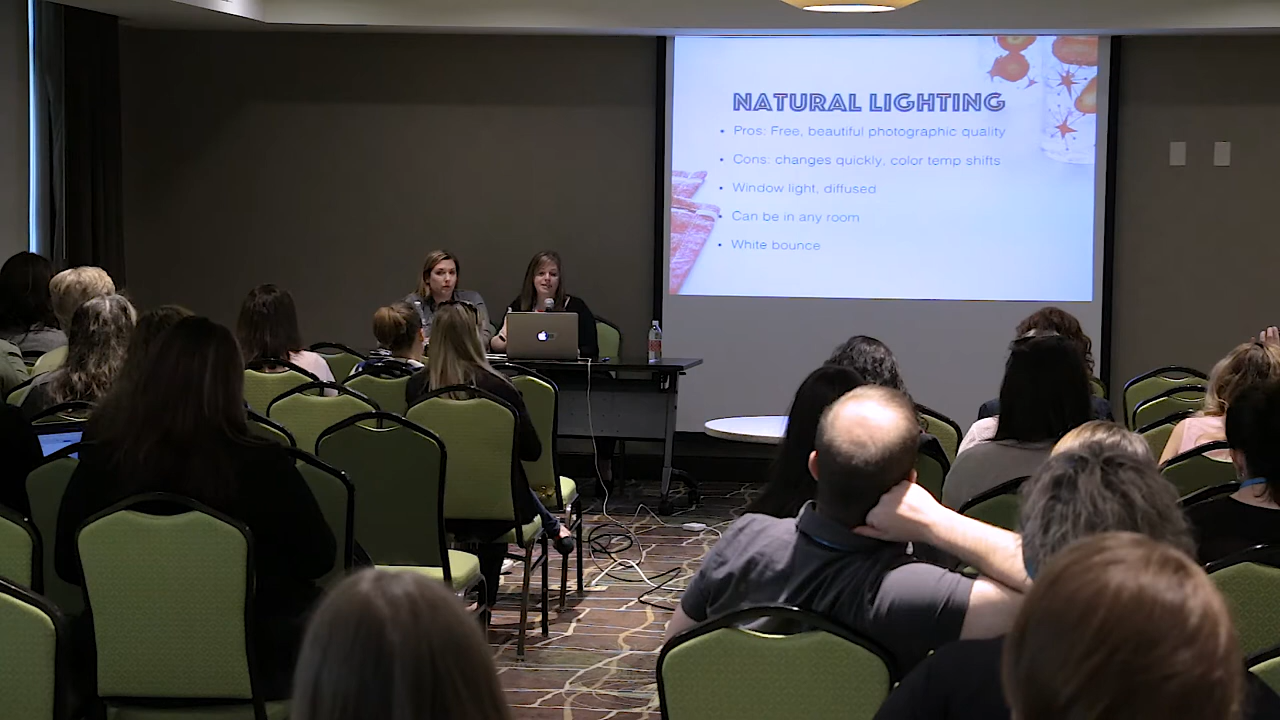 NATURAL LIGHTING
• Pros: Free, beautiful photographic quality
• Cons: changes quickly, color temp shifts
• Window light, diffused
• Can be in any room
• White bounce